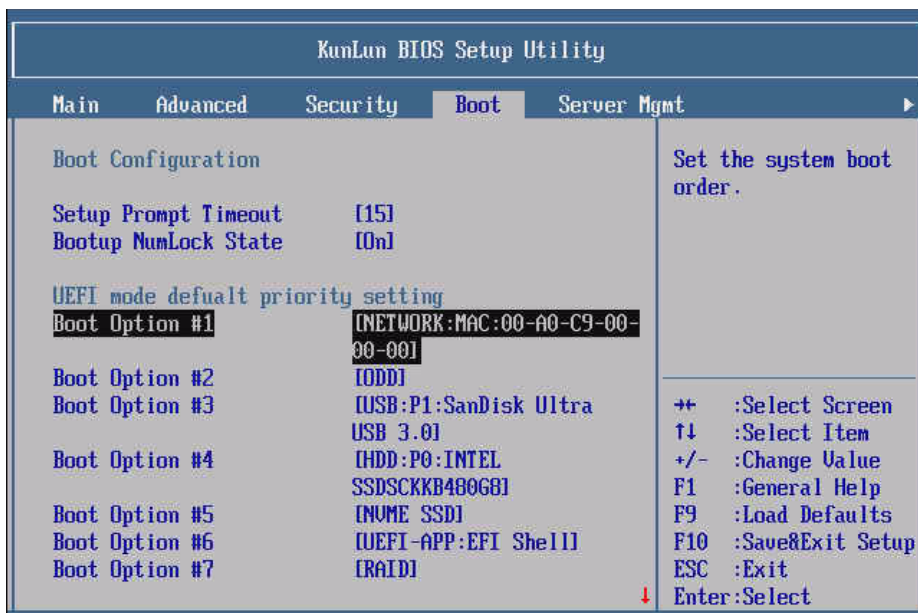 KunLun BIOS Setup Utility
Main Advanced Security Boot Server Mgmt
Boot Configuration
Setup Prompt Timeout [15]
Bootup NumLock State [On]
UEFI mode defualt priority setting
Boot Option #1 [NETWORK:MAC:00-A0-C9-00-
00-00]
Boot Option #2 [ODD]
Boot Option #3 [USB:P1:SanDisk Ultra
USB 3.0]
Boot Option #4 [HDD:P0:INTEL
SSDSCKKB480G8]
Boot Option #5 [NVME SSD]
Boot Option #6 [UEFI-APP:EFI Shell]
Boot Option #7 [RAID]
Set the system boot
order.
→← :Select Screen
↑↓ :Select Item
+/- :Change Value
F1 :General Help
F9 :Load Defaults
F10 :Save&Exit Setup
ESC :Exit
Enter:Select